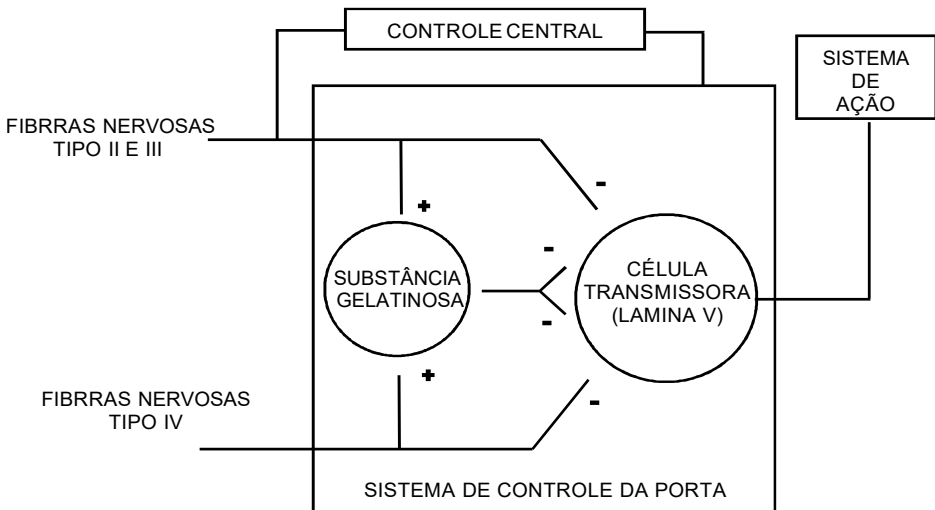 CONTROLE CENTRAL
SISTEMA
DE
AÇÃO
FIBRRAS NERVOSAS
TIPO II E III
-
+
-
SUBSTÂNCIA
GELATINOSA
CÉLULA
TRANSMISSORA
(LAMINA V)
-
+
FIBRRAS NERVOSAS
TIPO IV
-
SISTEMA DE CONTROLE DA PORTA